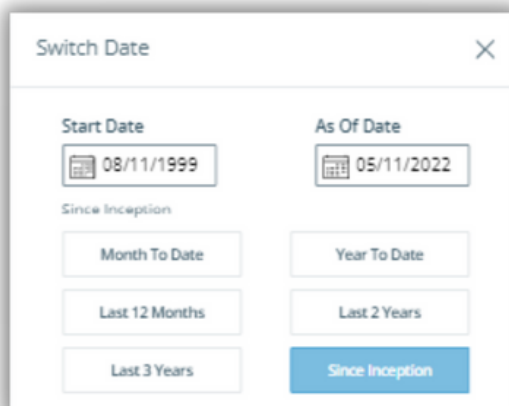 Switch Date
Start Date As Of Date
08/11/1999 05/11/2022
Since Inception
Month To Date Year To Date
Last 12 Months Last 2 Years
Last 3 Years Since Inception